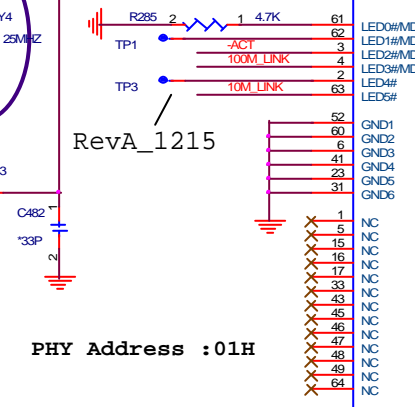 Y4
R285 2 1 4.7K 61 LED0#/MD
25MHZ TP1 62 LED1#/MD
-ACT 3 LED2#/MD
100M_LINK 4 LED3#/MD
TP3 2 LED4#
10M_LINK 63 LED5#
52 GND1
RevA_1215 60 GND2
6 GND3
41 GND4
3 23 GND5
31 GND6
C482 1 1 NC
5 NC
*33P 15 NC
2 16 NC
17 NC
33 NC
43 NC
45 NC
PHY Address :01H 46 NC
47 NC
48 NC
49 NC
64 NC